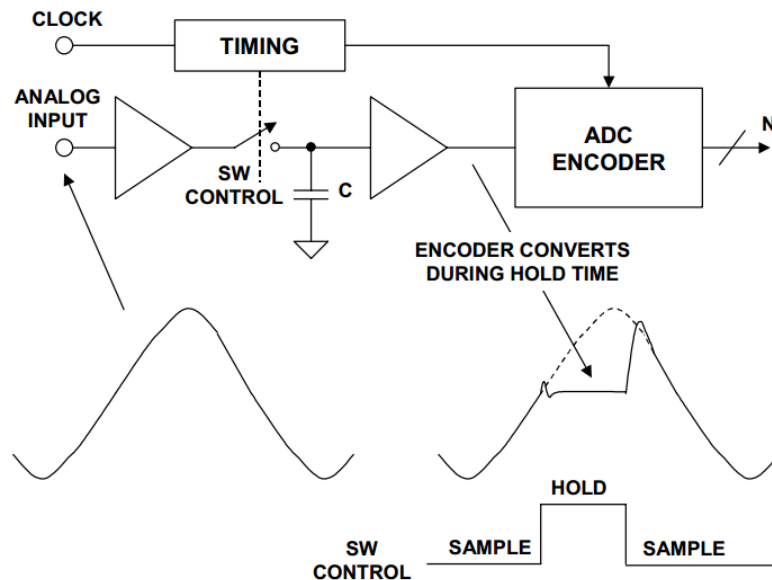 CLOCK
TIMING
ANALOG
INPUT
SW
CONTROL
C
ADC
ENCODER
N
ENCODER CONVERTS
DURING HOLD TIME
HOLD
SAMPLE
SAMPLE
SW
CONTROL